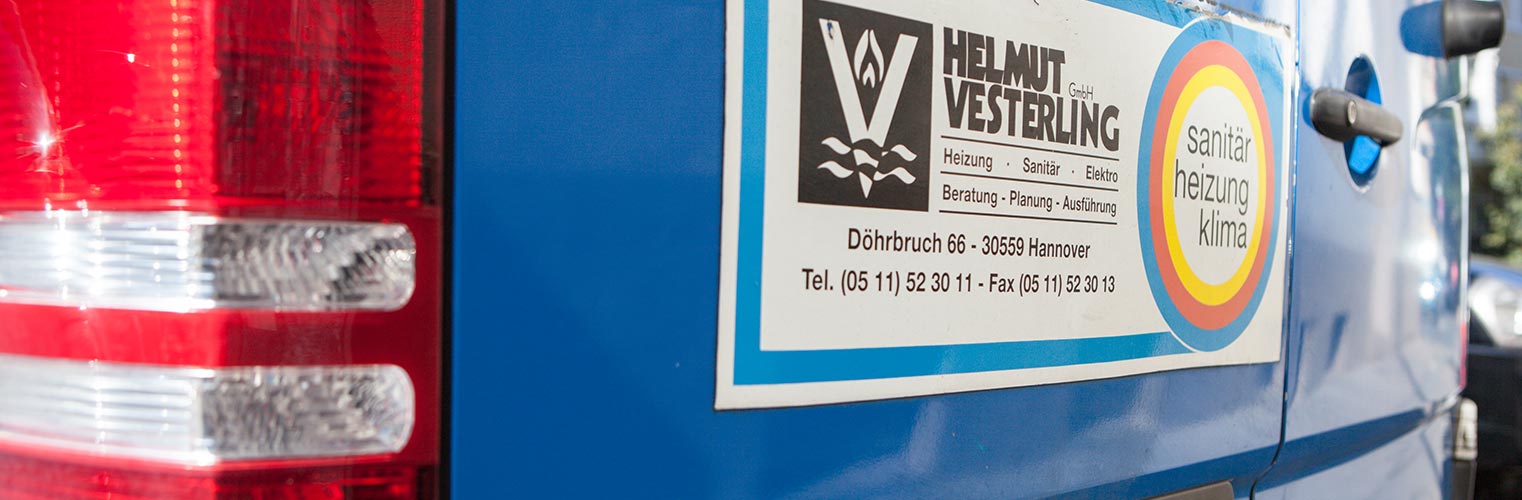 HELMUT
GmbH
VESTERLING
Heizung · Sanitär · Elektro
Beratung - Planung - Ausführung
Döhrbruch 66 - 30559 Hannover
Tel. (05 11) 52 30 11 - Fax (05 11) 52 30 13
sanitär
heizung
klima